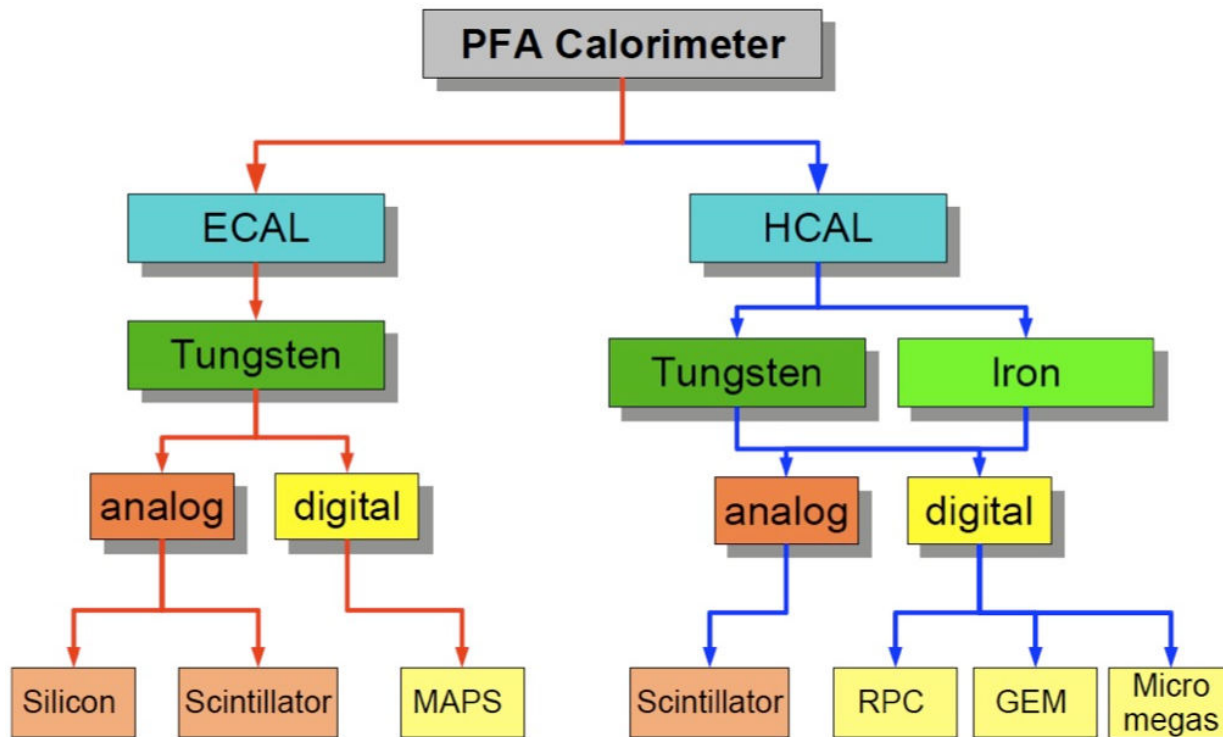 PFA Calorimeter
ECAL
HCAL
Tungsten
Tungsten
Iron
analog
digital
analog
digital
Silicon
Scintillator
MAPS
Scintillator
RPC
GEM
Micro
megas